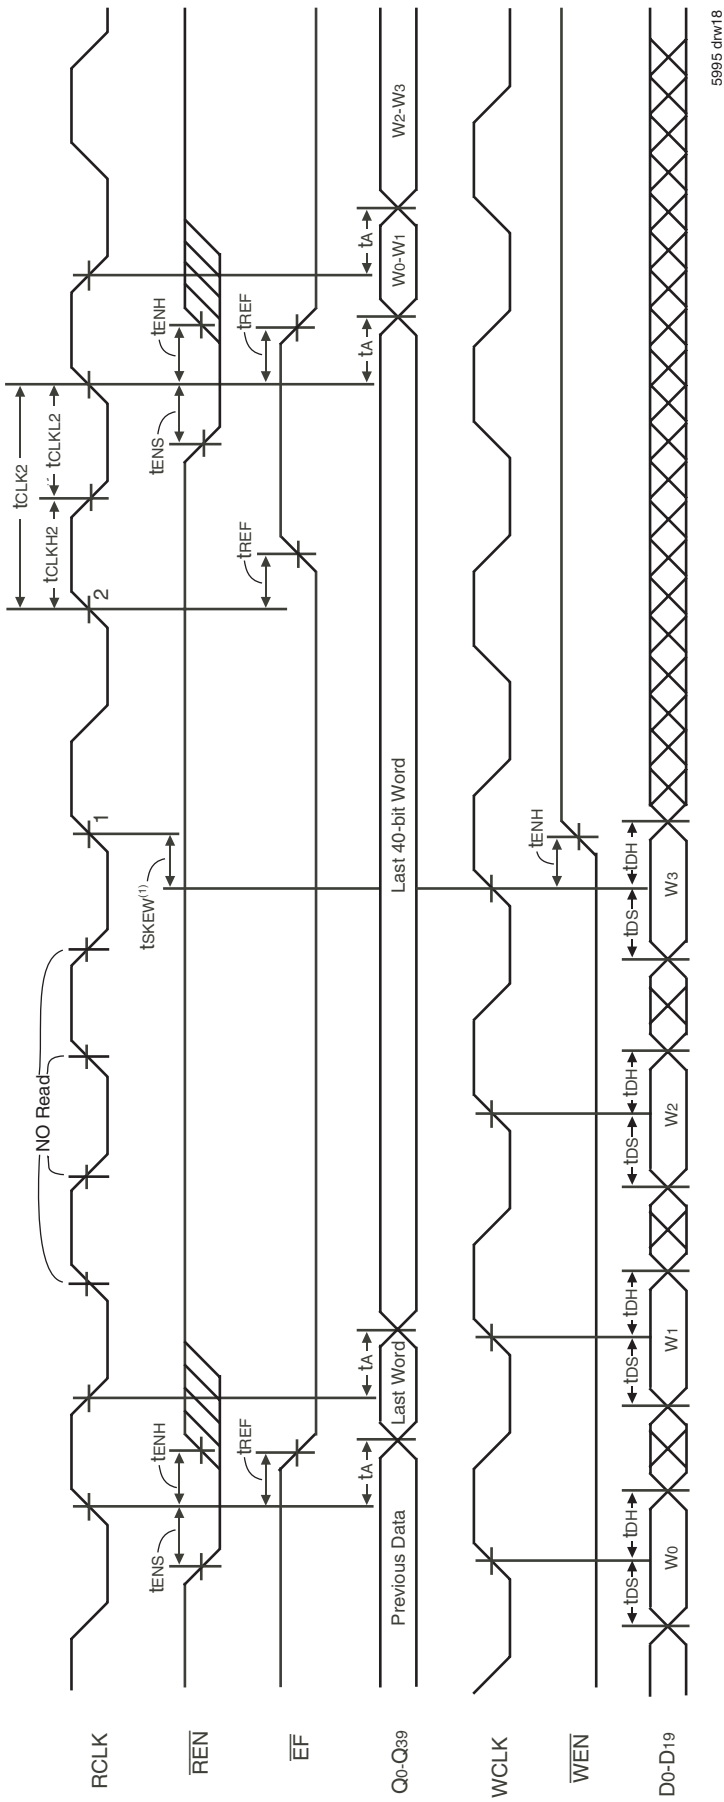 tCLK2
tCLKH2
tCLKL2
NO Read
1
2
RCLK
tENS
tENH
tSKEW(1)
tENS
tENH
REN
tREF
tREF
tREF
EF
tA
tA
tA
tA
Previous Data
Last Word
Last 40-bit Word
W0-W1
W2-W3
Q0-Q39
WCLK
tENH
WEN
tDS
tDH
tDS
tDH
tDS
tDH
tDS
tDH
W0
W1
W2
W3
D0-D19
5995 drw18